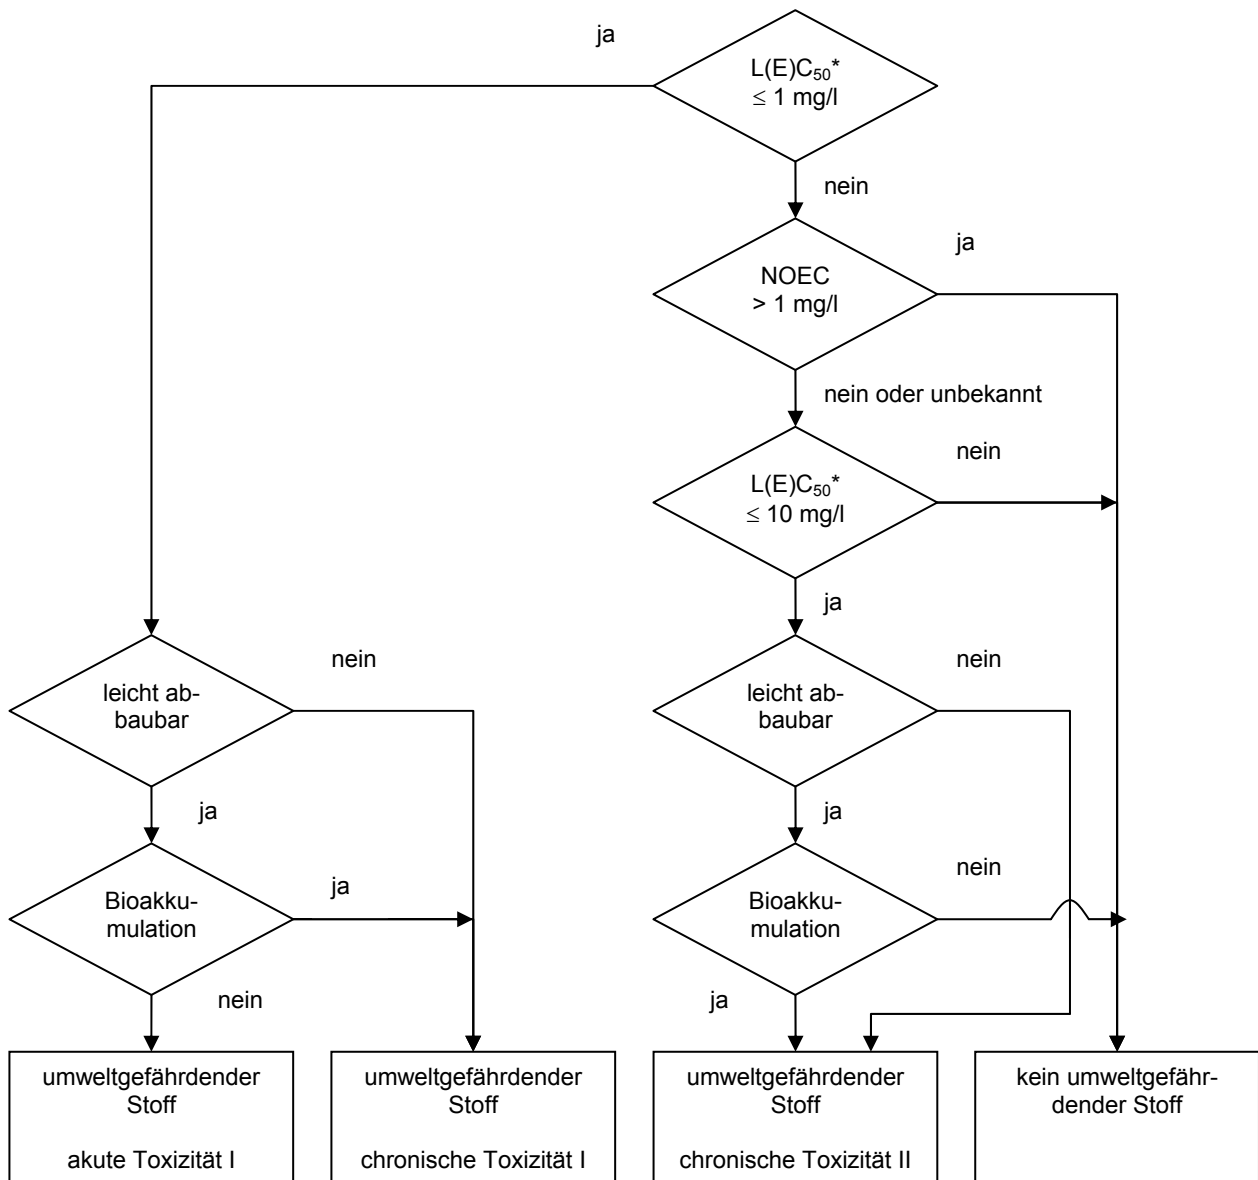 ja
L(E)C₅₀*
≤ 1 mg/l
nein
ja
NOEC
> 1 mg/l
nein oder unbekannt
nein
L(E)C₅₀*
≤ 10 mg/l
ja
nein
nein
leicht ab-
baubar
leicht ab-
baubar
ja
ja
ja
nein
Bioakku-
mulation
Bioakku-
mulation
nein
ja
umweltgefährdender
Stoff
akute Toxizität I
umweltgefährdender
Stoff
chronische Toxizität I
umweltgefährdender
Stoff
chronische Toxizität II
kein umweltgefähr-
dender Stoff